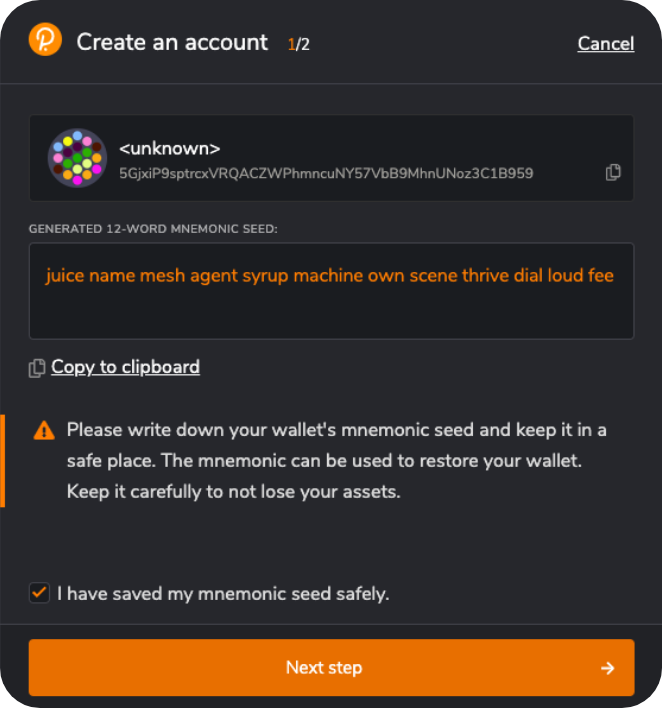 Create an account 1/2 Cancel
<unknown>
5GjxiP9sptrcxVRQACZWPhmncuNY57VbB9MhnUNoz3C1B959
GENERATED 12-WORD MNEMONIC SEED:
juice name mesh agent syrup machine own scene thrive dial loud fee
Copy to clipboard
Please write down your wallet's mnemonic seed and keep it in a
safe place. The mnemonic can be used to restore your wallet.
Keep it carefully to not lose your assets.
I have saved my mnemonic seed safely.
Next step